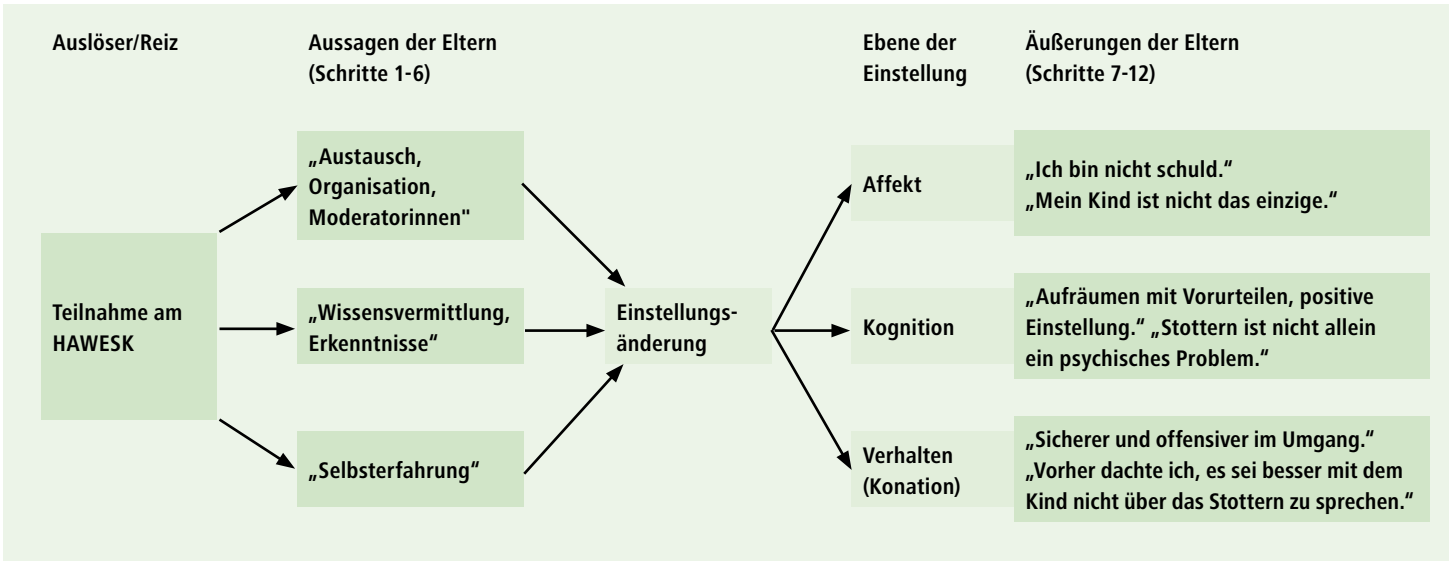 Auslöser/Reiz
Aussagen der Eltern
(Schritte 1-6)
Ebene der
Einstellung
Äußerungen der Eltern
(Schritte 7-12)
Teilnahme am
HAWESK
„Austausch,
Organisation,
Moderatorinnen"
„Wissensvermittlung,
Erkenntnisse“
„Selbsterfahrung“
Einstellungs-
änderung
Affekt
„Ich bin nicht schuld.“
„Mein Kind ist nicht das einzige.“
Kognition
„Aufräumen mit Vorurteilen, positive
Einstellung.“ „Stottern ist nicht allein
ein psychisches Problem.“
Verhalten
(Konation)
„Sicherer und offensiver im Umgang.“
„Vorher dachte ich, es sei besser mit dem
Kind nicht über das Stottern zu sprechen.“